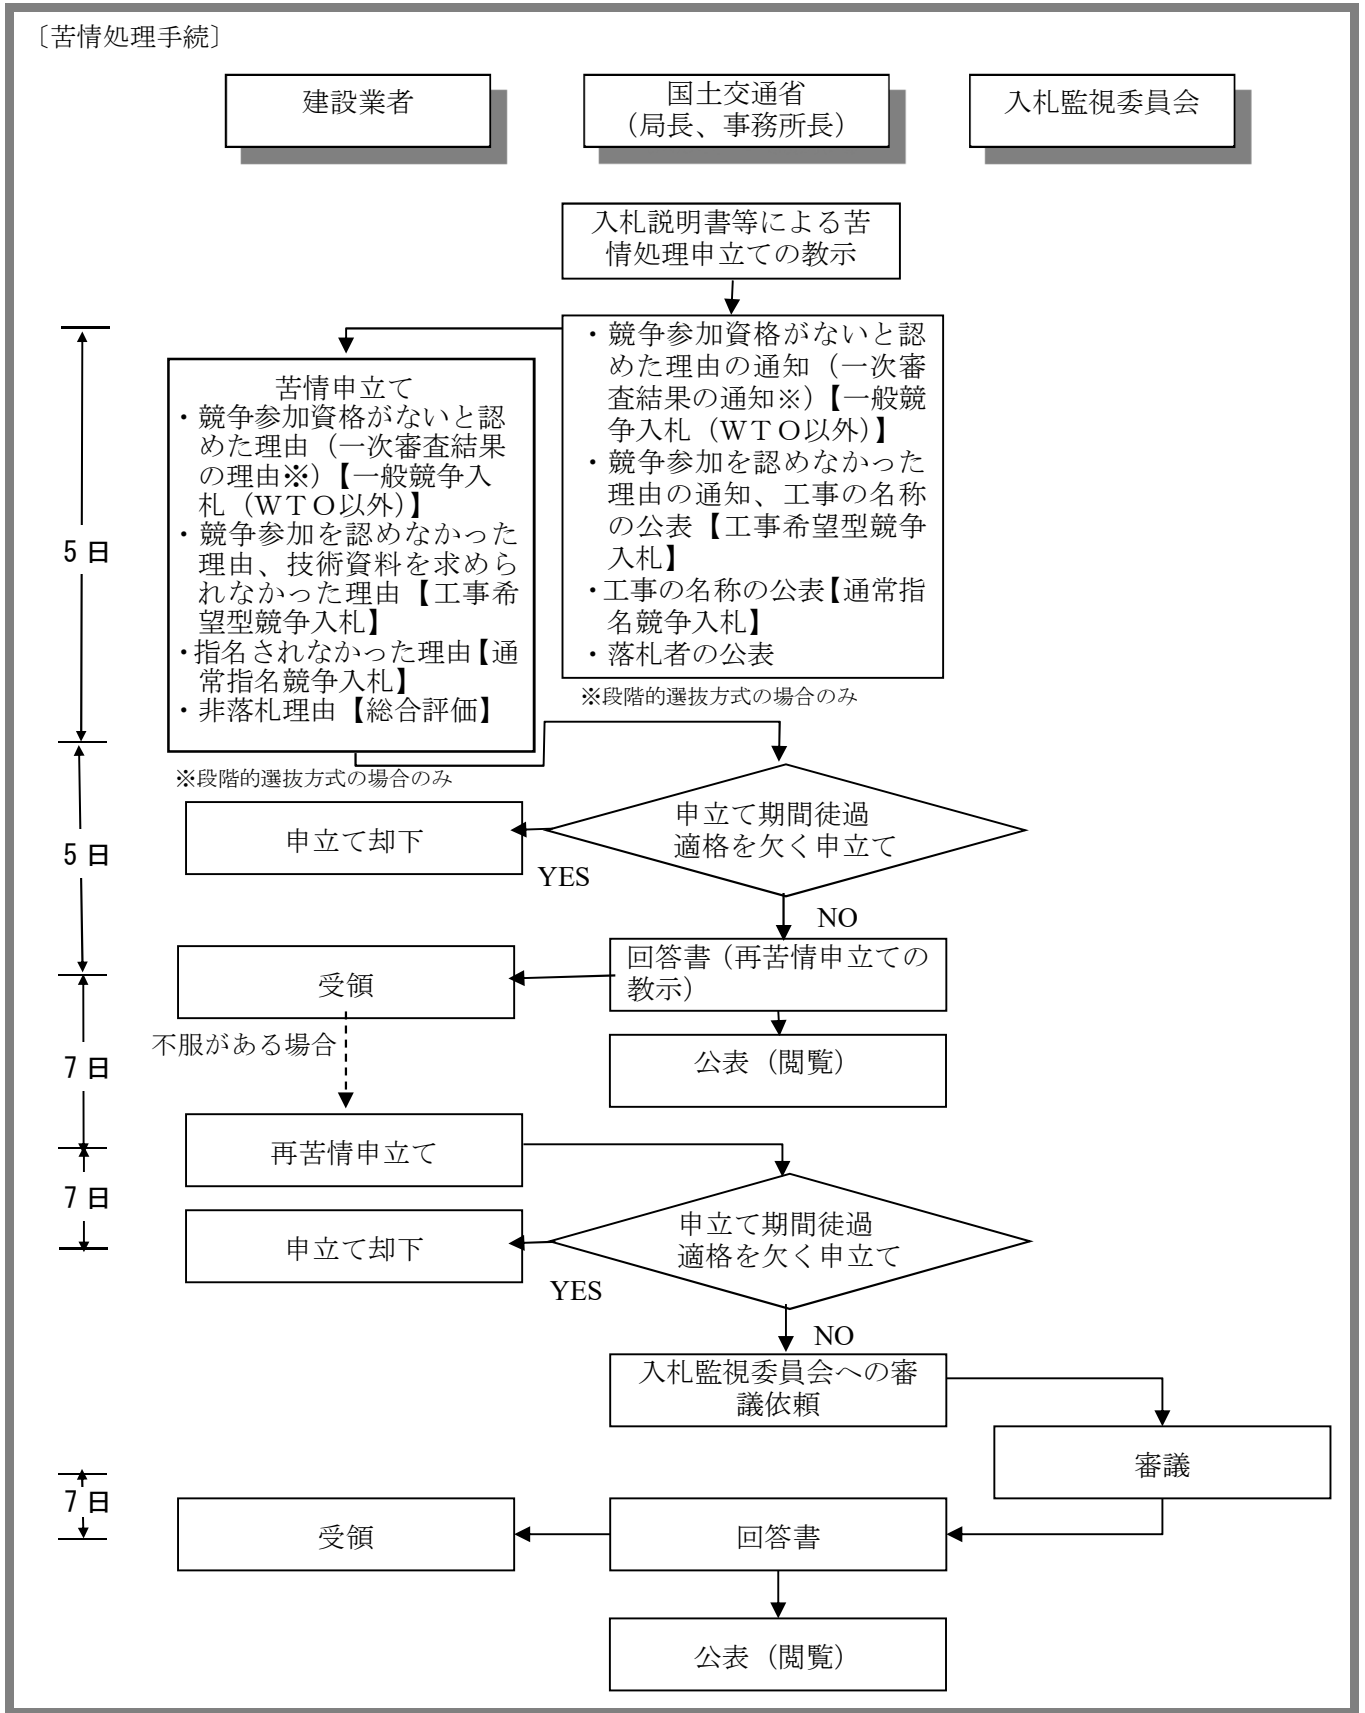 〔苦情処理手続〕
建設業者
国土交通省
（局長、事務所長）
入札監視委員会
入札説明書等による苦
情処理申立ての教示
・競争参加資格がないと認
めた理由の通知（一次審
査結果の通知※）【一般競
争入札（ＷＴＯ以外）】
・競争参加を認めなかった
理由の通知、工事の名称
の公表【工事希望型競争
入札】
・工事の名称の公表【通常指
名競争入札】
・落札者の公表
※段階的選抜方式の場合のみ
苦情申立て
・競争参加資格がないと認
めた理由（一次審査結果
の理由※）【一般競争入
札（ＷＴＯ以外）】
・競争参加を認めなかった
理由、技術資料を求めら
れなかった理由【工事希
望型競争入札】
・指名されなかった理由【通
常指名競争入札】
・非落札理由【総合評価】
※段階的選抜方式の場合のみ
5 日
申立て期間徒過
適格を欠く申立て
申立て却下
YES
NO
5 日
回答書（再苦情申立ての
教示）
受領
不服がある場合
公表（閲覧）
7 日
再苦情申立て
7 日
申立て期間徒過
適格を欠く申立て
申立て却下
YES
NO
入札監視委員会への審
議依頼
審議
7 日
回答書
受領
公表（閲覧）